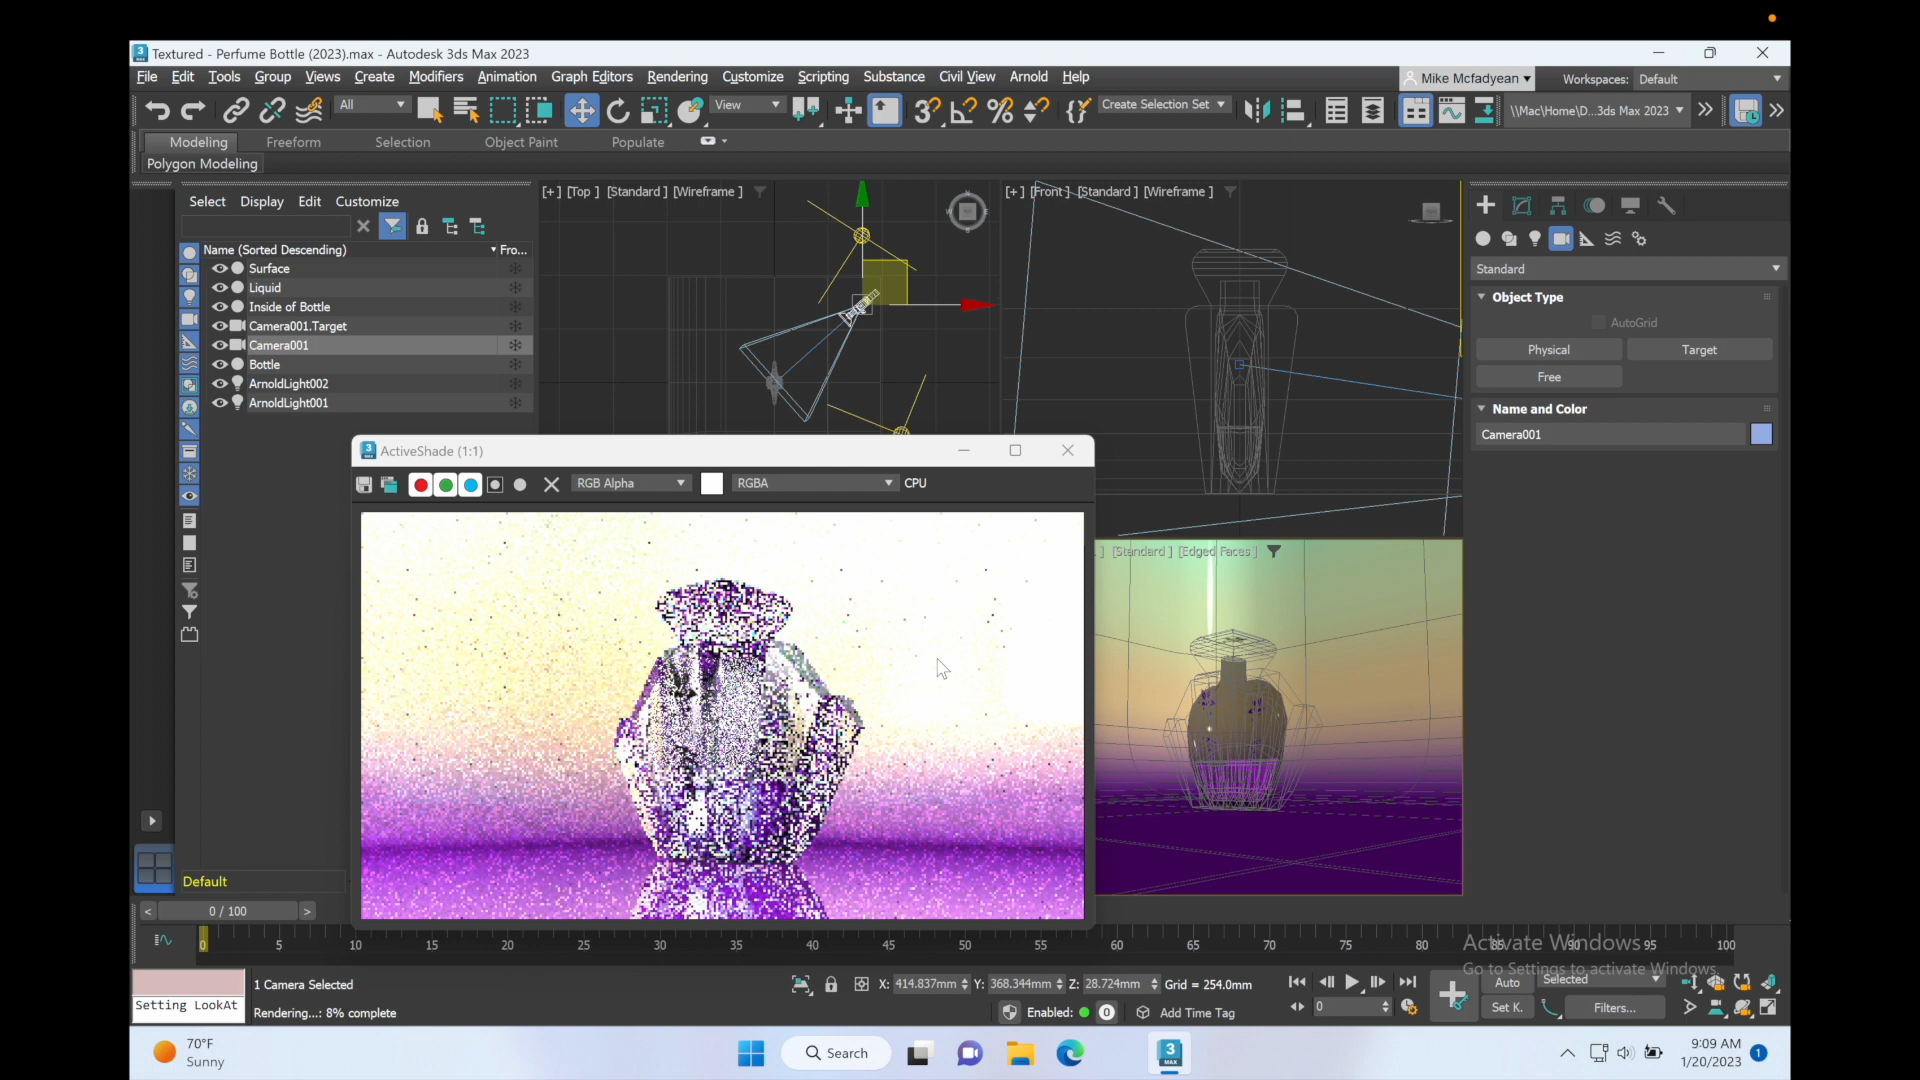 Textured - Perfume Bottle (2023).max - Autodesk 3ds Max 2023
File Edit Tools Group Views Create Modifiers Animation Graph Editors Rendering Customize Scripting Substance Civil View Arnold Help
Mike Mcfadyean Workspaces: Default
All View Create Selection Set \\Mac\Home\D...3ds Max 2023
Modeling Freeform Selection Object Paint Populate
Polygon Modeling
Select Display Edit Customize
Name (Sorted Descending) Fro...
Surface
Liquid
Inside of Bottle
Camera001.Target
Camera001
Bottle
ArnoldLight002
ArnoldLight001
[+] [Top ] [Standard ] [Wireframe ]
[+] [Front ] [Standard ] [Wireframe ]
Standard
Object Type
AutoGrid
Physical Target
Free
Name and Color
Camera001
ActiveShade (1:1)
RGB Alpha RGBA CPU
] [Standard ] [Edged Faces ]
Default
< 0 / 100 >
0 5 10 15 20 25 30 35 40 45 50 55 60 65 70 75 80 85 90 95 100
Activate Windows
Go to Settings to activate Windows.
Setting LookAt
1 Camera Selected
Rendering...: 8% complete
X: 414.837mm Y: 368.344mm Z: 28.724mm Grid = 254.0mm
Enabled: 0 Add Time Tag
0
Auto Selected
Set K. Filters...
70°F
Sunny
Search
9:09 AM
1/20/2023
1